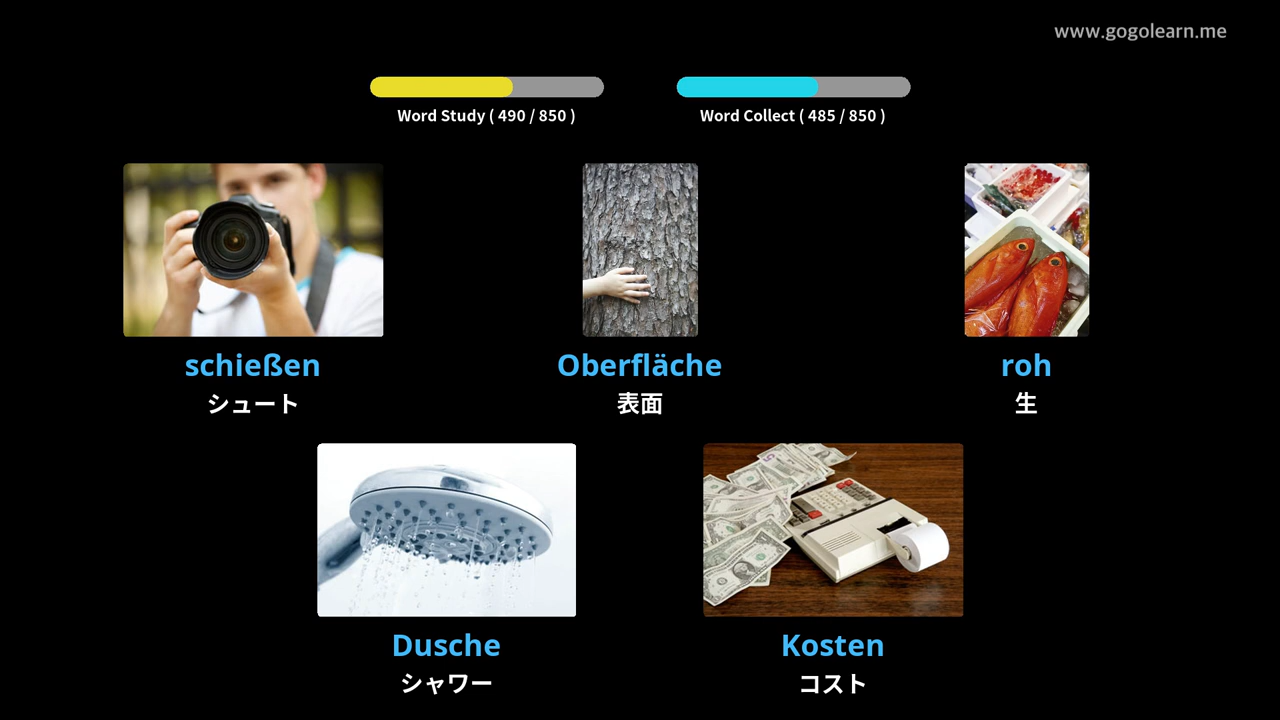 www.gogolearn.me
Word Study ( 490 / 850 )
Word Collect ( 485 / 850 )
schießen
シュート
Oberfläche
表面
roh
生
Dusche
シャワー
Kosten
コスト